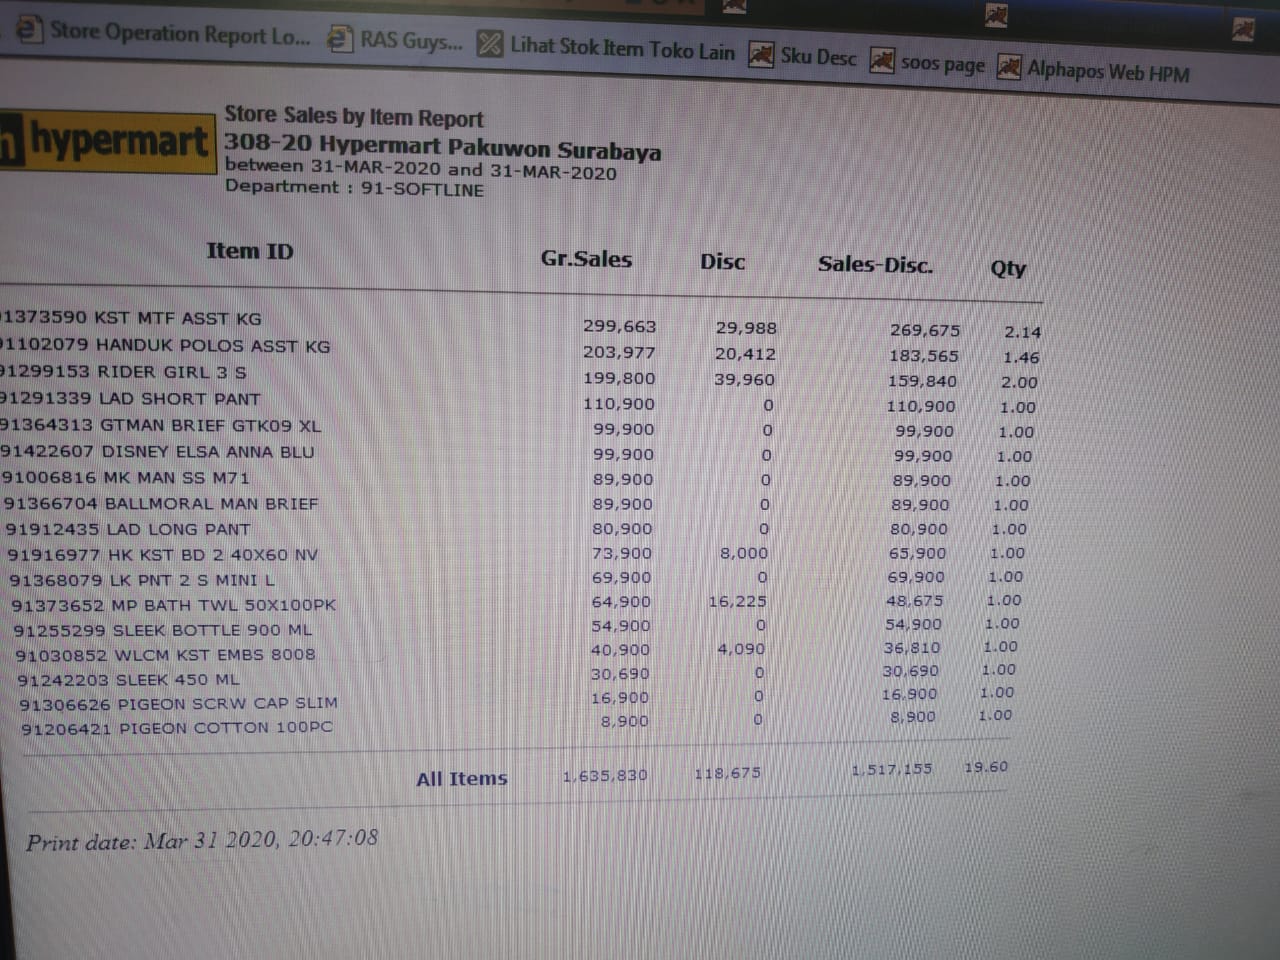 Store Operation Report Lo... RAS Guys... Lihat Stok Item Toko Lain Sku Desc soos page Alphapos Web HPM
hypermart
Store Sales by Item Report
308-20 Hypermart Pakuwon Surabaya
between 31-MAR-2020 and 31-MAR-2020
Department : 91-SOFTLINE
Item ID Gr.Sales Disc Sales-Disc. Qty
91373590 KST MTF ASST KG 299,663 29,988 269,675 2.14
91102079 HANDUK POLOS ASST KG 203,977 20,412 183,565 1.46
91299153 RIDER GIRL 3 S 199,800 39,960 159,840 2.00
91291339 LAD SHORT PANT 110,900 0 110,900 1.00
91364313 GTMAN BRIEF GTK09 XL 99,900 0 99,900 1.00
91422607 DISNEY ELSA ANNA BLU 99,900 0 99,900 1.00
91006816 MK MAN SS M71 89,900 0 89,900 1.00
91366704 BALLMORAL MAN BRIEF 89,900 0 89,900 1.00
91912435 LAD LONG PANT 80,900 0 80,900 1.00
91916977 HK KST BD 2 40X60 NV 73,900 8,000 65,900 1.00
91368079 LK PNT 2 S MINI L 69,900 0 69,900 1.00
91373652 MP BATH TWL 50X100PK 64,900 16,225 48,675 1.00
91255299 SLEEK BOTTLE 900 ML 54,900 0 54,900 1.00
91030852 WLCM KST EMBS 8008 40,900 4,090 36,810 1.00
91242203 SLEEK 450 ML 30,690 0 30,690 1.00
91306626 PIGEON SCRW CAP SLIM 16,900 0 16,900 1.00
91206421 PIGEON COTTON 100PC 8,900 0 8,900 1.00
All Items 1,635,830 118,675 1,517,155 19.60
Print date: Mar 31 2020, 20:47:08